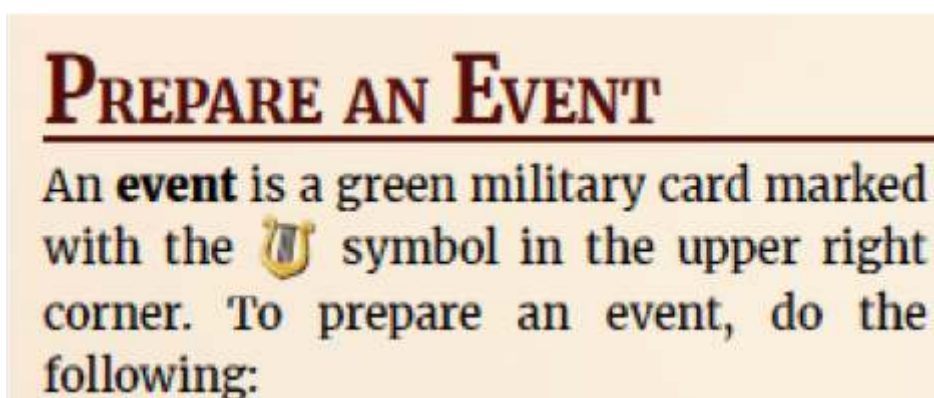 Prepare an Event
An event is a green military card marked
with the symbol in the upper right
corner. To prepare an event, do the
following: